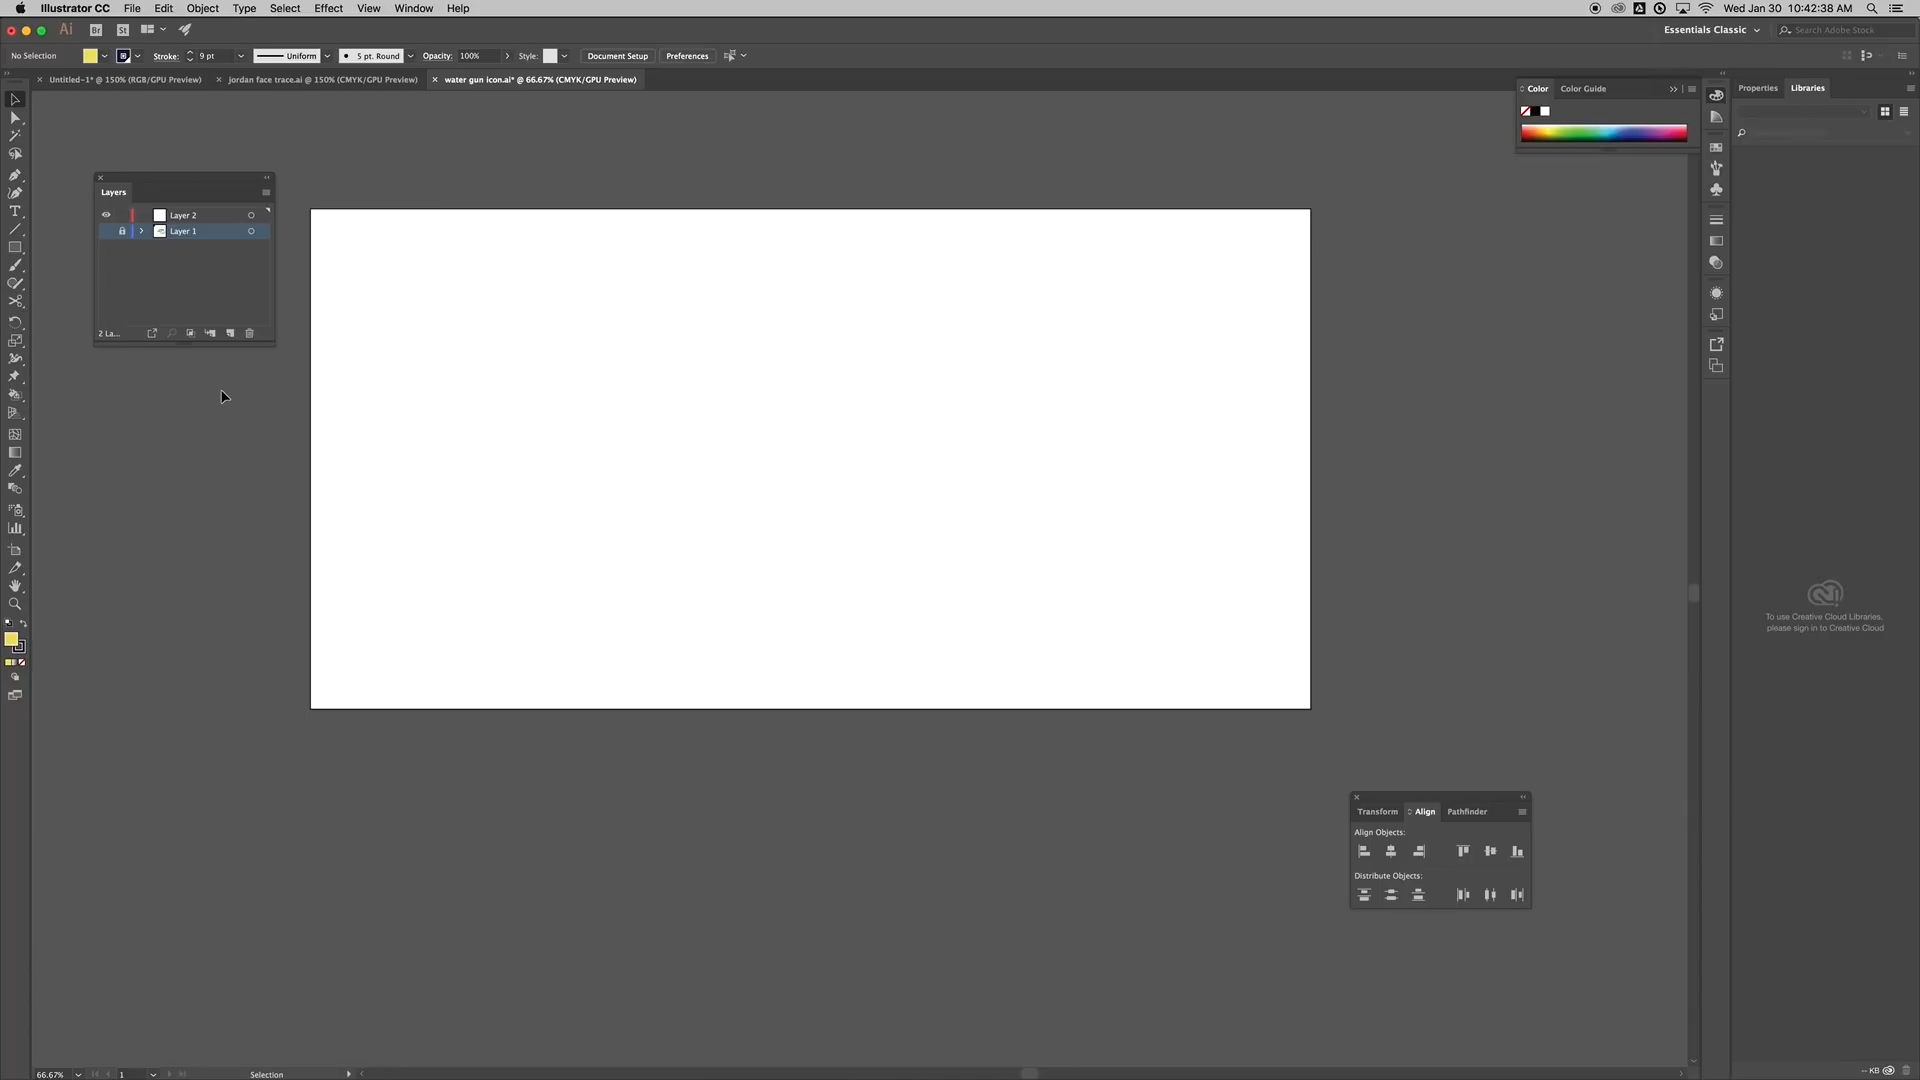 Illustrator CC File Edit Object Type Select Effect View Window Help Wed Jan 30 10:42:38 AM
Ai Br St Essentials Classic Search Adobe Stock
No Selection Stroke: 9 pt Uniform 5 pt. Round Opacity: 100% Style: Document Setup Preferences
Untitled-1* @ 150% (RGB/GPU Preview) jordan face trace.ai @ 150% (CMYK/GPU Preview) water gun icon.ai* @ 66.67% (CMYK/GPU Preview)
Color Color Guide
Properties Libraries
Layers
Layer 2
Layer 1
2 La...
To use Creative Cloud Libraries,
please sign in to Creative Cloud
Transform Align Pathfinder
Align Objects:
Distribute Objects:
66.67% 1 Selection
-- KB